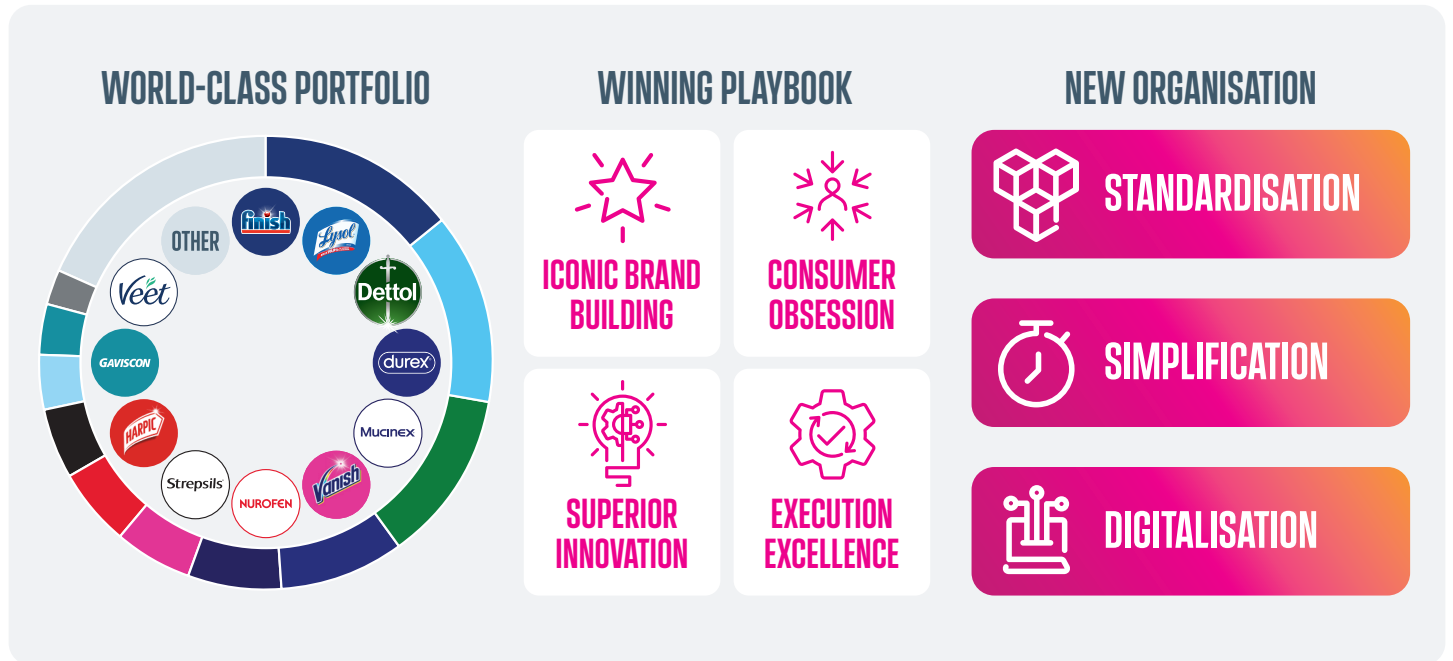 WORLD-CLASS PORTFOLIO
OTHER
finish
Lysol
Dettol
durex
Mucinex
Vanish
NUROFEN
Strepsils
HARPIC
GAVISCON
Veet
WINNING PLAYBOOK
ICONIC BRAND
BUILDING
CONSUMER
OBSESSION
SUPERIOR
INNOVATION
EXECUTION
EXCELLENCE
NEW ORGANISATION
STANDARDISATION
SIMPLIFICATION
DIGITALISATION